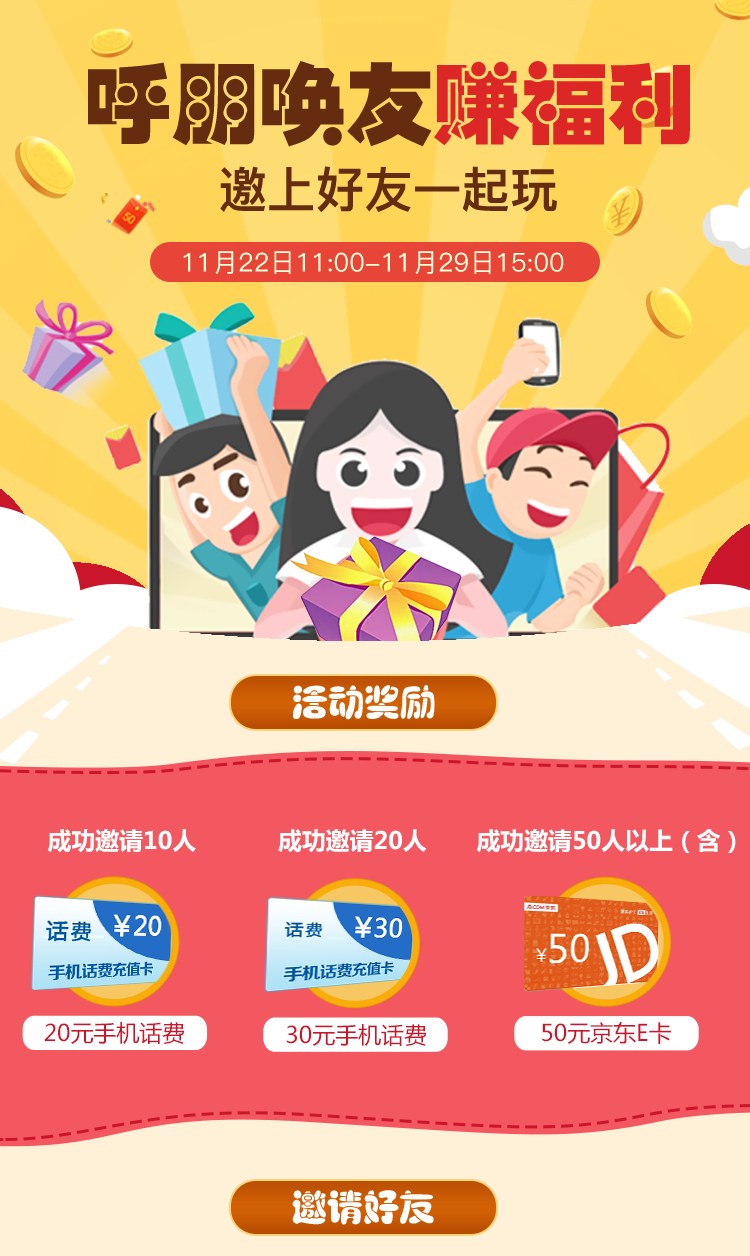 呼朋唤友赚福利
邀上好友一起玩
50
11月22日11:00-11月29日15:00
活动奖励
成功邀请10人
成功邀请20人
成功邀请50人以上（含）
话费 ¥20
手机话费充值卡
话费 ¥30
手机话费充值卡
JD.COM 京东
¥50 JD
20元手机话费
30元手机话费
50元京东E卡
邀请好友